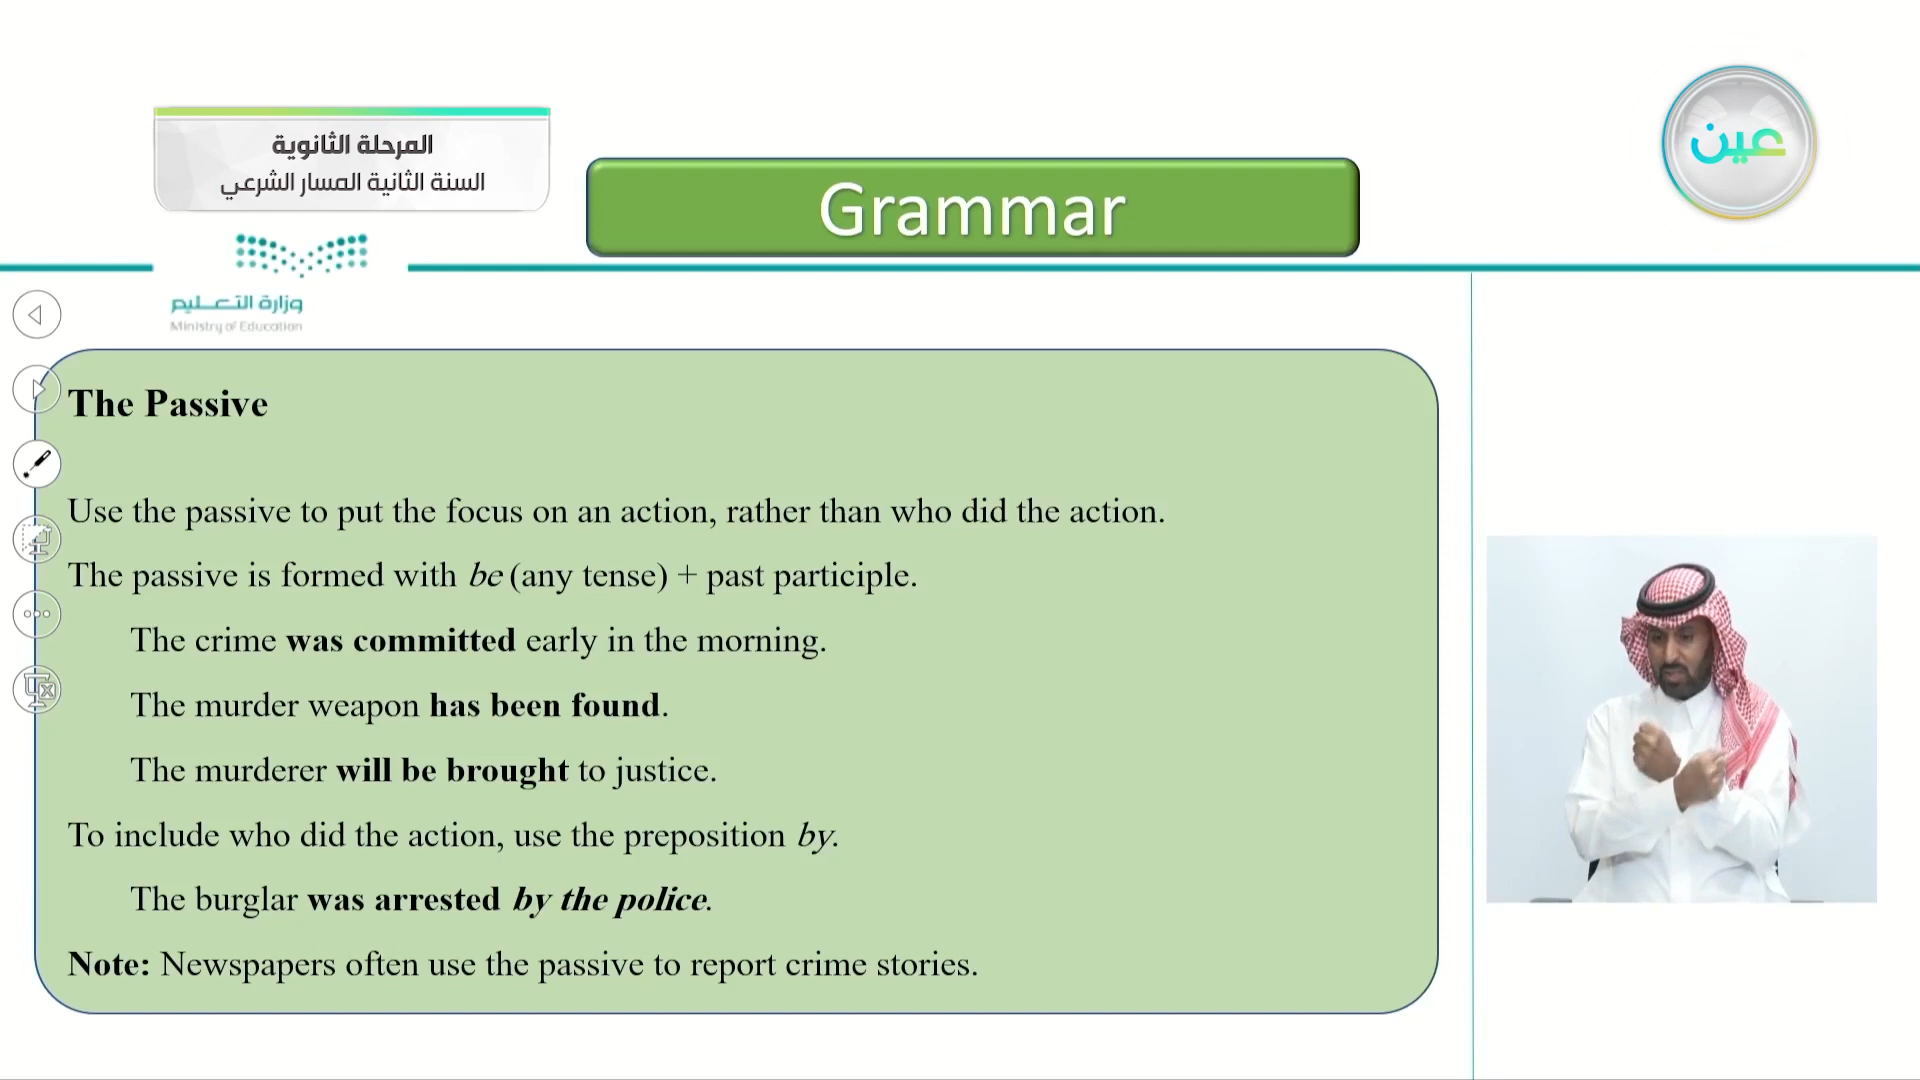 المرحلة الثانوية
السنة الثانية المسار الشرعي
Grammar
عين
وزارة التعليم
Ministry of Education
The Passive
Use the passive to put the focus on an action, rather than who did the action.
The passive is formed with be (any tense) + past participle.
The crime was committed early in the morning.
The murder weapon has been found.
The murderer will be brought to justice.
To include who did the action, use the preposition by.
The burglar was arrested by the police.
Note: Newspapers often use the passive to report crime stories.